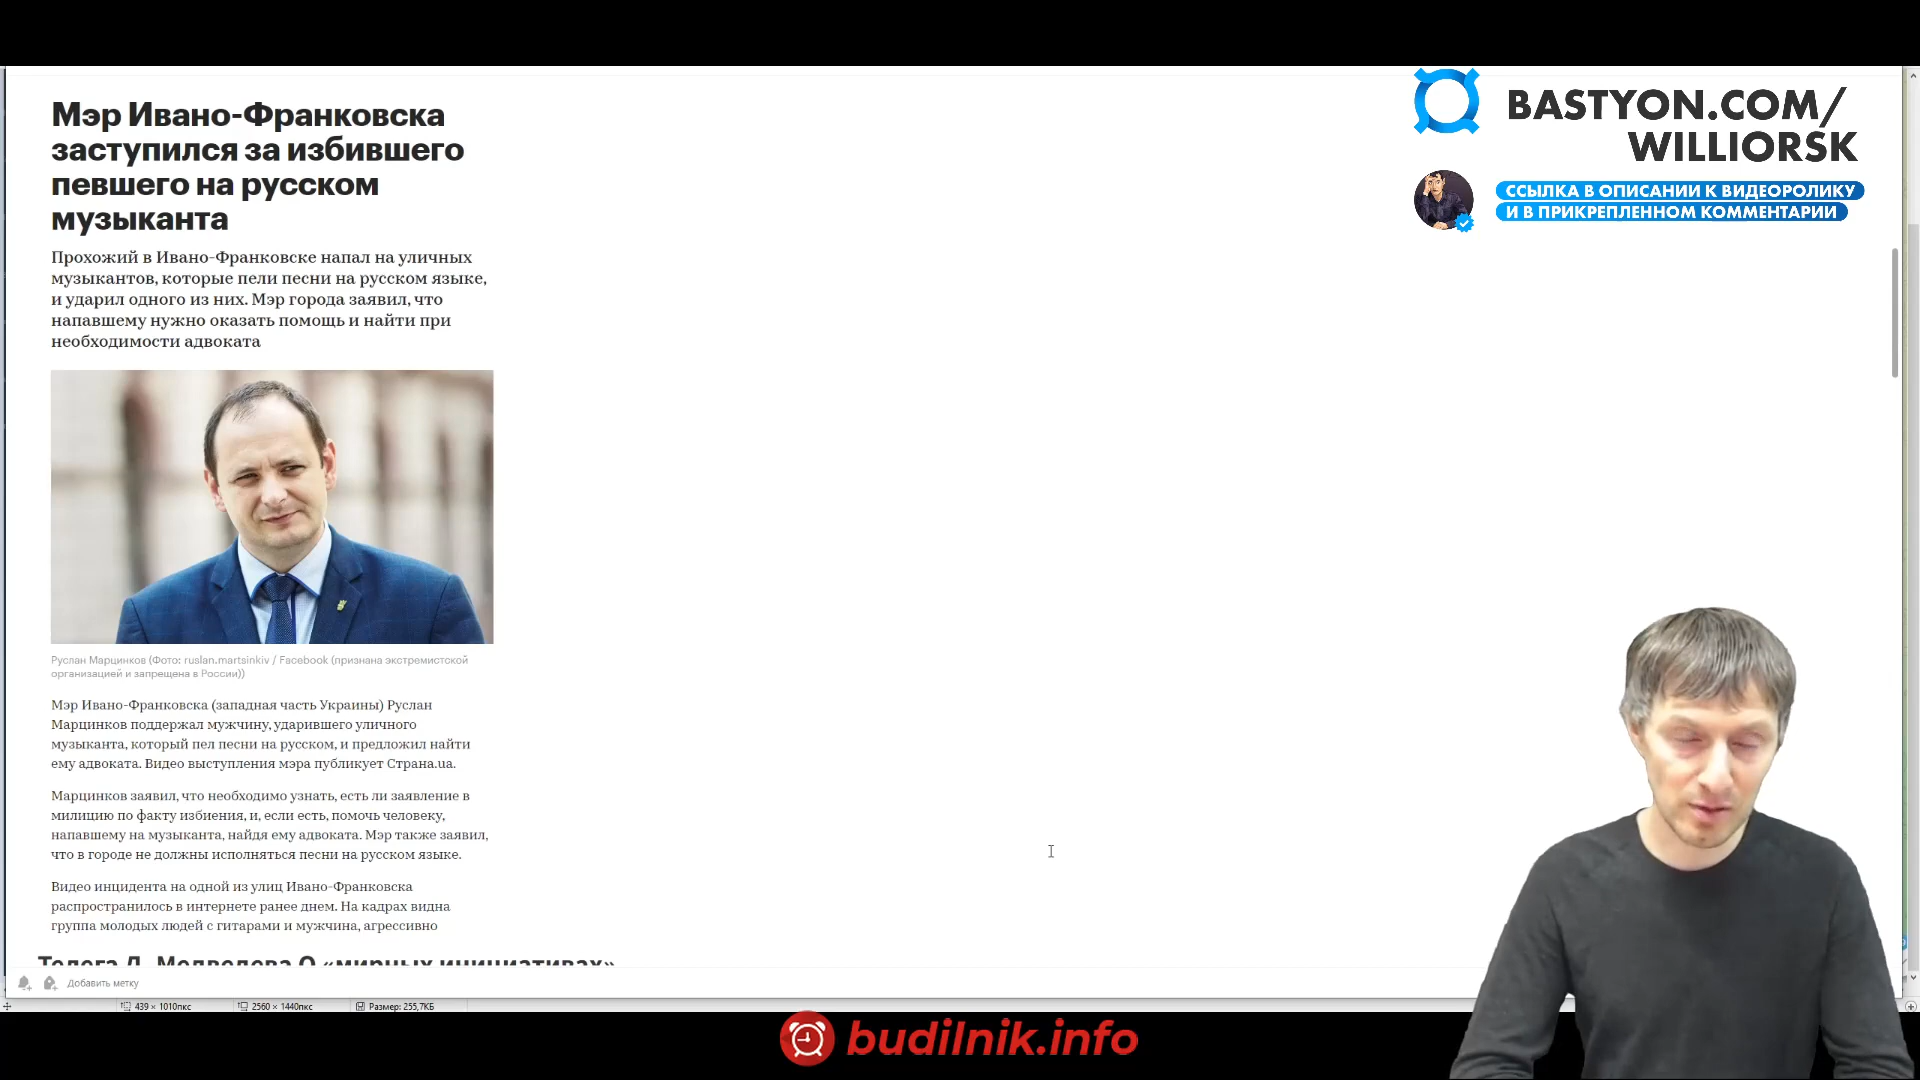 Мэр Ивано-Франковска
заступился за избившего
певшего на русском
музыканта
Прохожий в Ивано-Франковске напал на уличных
музыкантов, которые пели песни на русском языке,
и ударил одного из них. Мэр города заявил, что
напавшему нужно оказать помощь и найти при
необходимости адвоката
Руслан Марцинков (Фото: ruslan.martsinkiv / Facebook (признана экстремистской
организацией и запрещена в России))
Мэр Ивано-Франковска (западная часть Украины) Руслан
Марцинков поддержал мужчину, ударившего уличного
музыканта, который пел песни на русском, и предложил найти
ему адвоката. Видео выступления мэра публикует Страна.ua.
Марцинков заявил, что необходимо узнать, есть ли заявление в
милицию по факту избиения, и, если есть, помочь человеку,
напавшему на музыканта, найдя ему адвоката. Мэр также заявил,
что в городе не должны исполняться песни на русском языке.
Видео инцидента на одной из улиц Ивано-Франковска
распространилось в интернете ранее днем. На кадрах видна
группа молодых людей с гитарами и мужчина, агрессивно
Телега Д. Медведева О «мирных инициативах»
Добавить метку
439 × 1010пкс
2560 × 1440пкс
Размер: 255,7КБ
BASTYON.COM/
WILLIORSK
ССЫЛКА В ОПИСАНИИ К ВИДЕОРОЛИКУ
И В ПРИКРЕПЛЕННОМ КОММЕНТАРИИ
budilnik.info